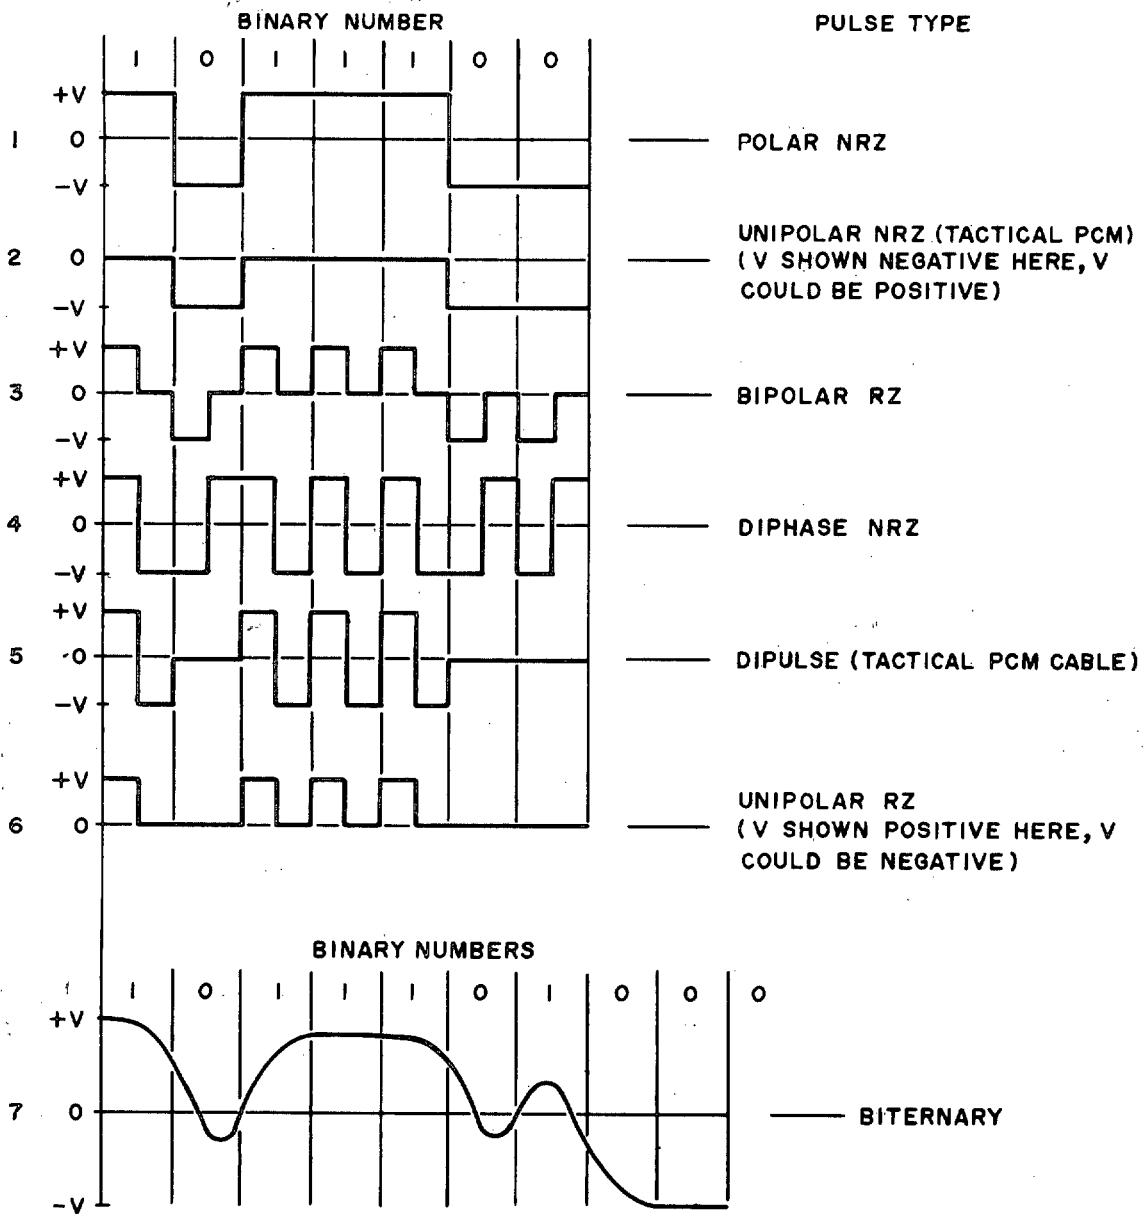 BINARY NUMBER
PULSE TYPE
1 0 1 1 1 0 0
+V
1 0
-V
POLAR NRZ
2 0
-V
UNIPOLAR NRZ (TACTICAL PCM)
(V SHOWN NEGATIVE HERE, V
COULD BE POSITIVE)
+V
3 0
-V
BIPOLAR RZ
+V
4 0
-V
DIPHASE NRZ
+V
5 0
-V
DIPULSE (TACTICAL PCM CABLE)
+V
6 0
UNIPOLAR RZ
(V SHOWN POSITIVE HERE, V
COULD BE NEGATIVE)
BINARY NUMBERS
1 0 1 1 1 0 1 0 0 0
+V
7 0
-V
BITERNARY